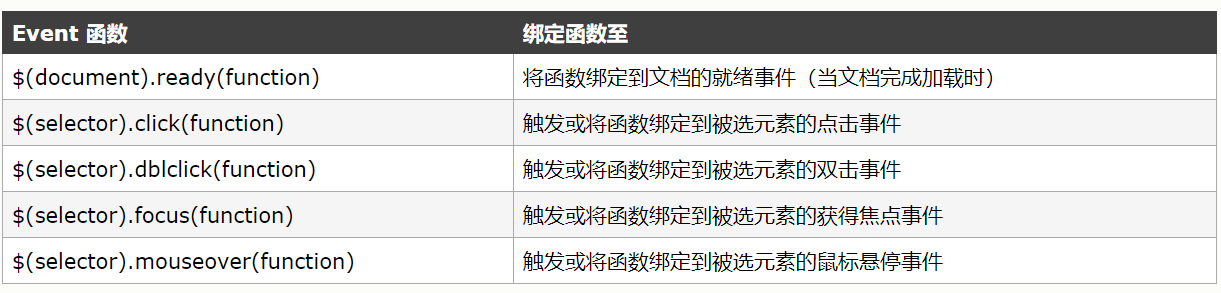 Event 函数 绑定函数至
$(document).ready(function) 将函数绑定到文档的就绪事件（当文档完成加载时）
$(selector).click(function) 触发或将函数绑定到被选元素的点击事件
$(selector).dblclick(function) 触发或将函数绑定到被选元素的双击事件
$(selector).focus(function) 触发或将函数绑定到被选元素的获得焦点事件
$(selector).mouseover(function) 触发或将函数绑定到被选元素的鼠标悬停事件